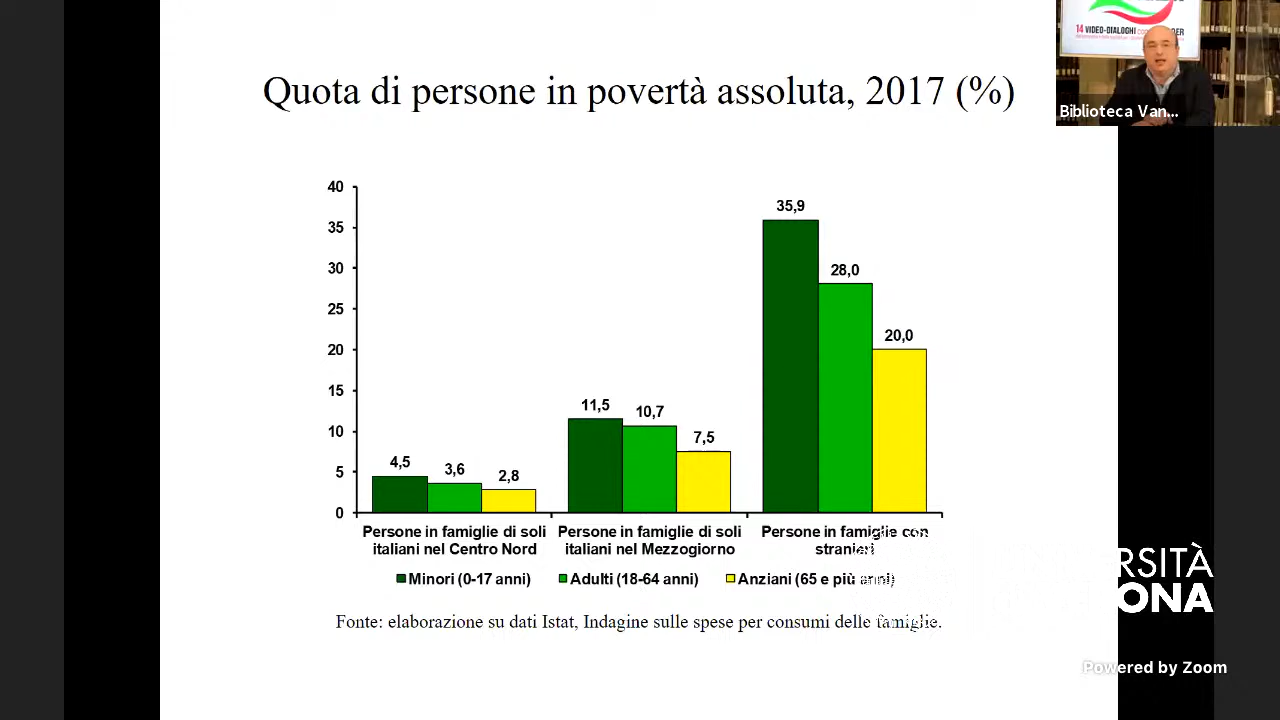 14 VIDEO-DIALOGHI
Biblioteca Van...
Quota di persone in povertà assoluta, 2017 (%)
40
35
30
25
20
15
10
5
0
4,5
3,6
2,8
11,5
10,7
7,5
35,9
28,0
20,0
Persone in famiglie di soli
italiani nel Centro Nord
Persone in famiglie di soli
italiani nel Mezzogiorno
Persone in famiglie con
stranieri
Minori (0-17 anni)
Adulti (18-64 anni)
Anziani (65 e più anni)
Fonte: elaborazione su dati Istat, Indagine sulle spese per consumi delle famiglie.
RSITÀ
ONA
Powered by Zoom